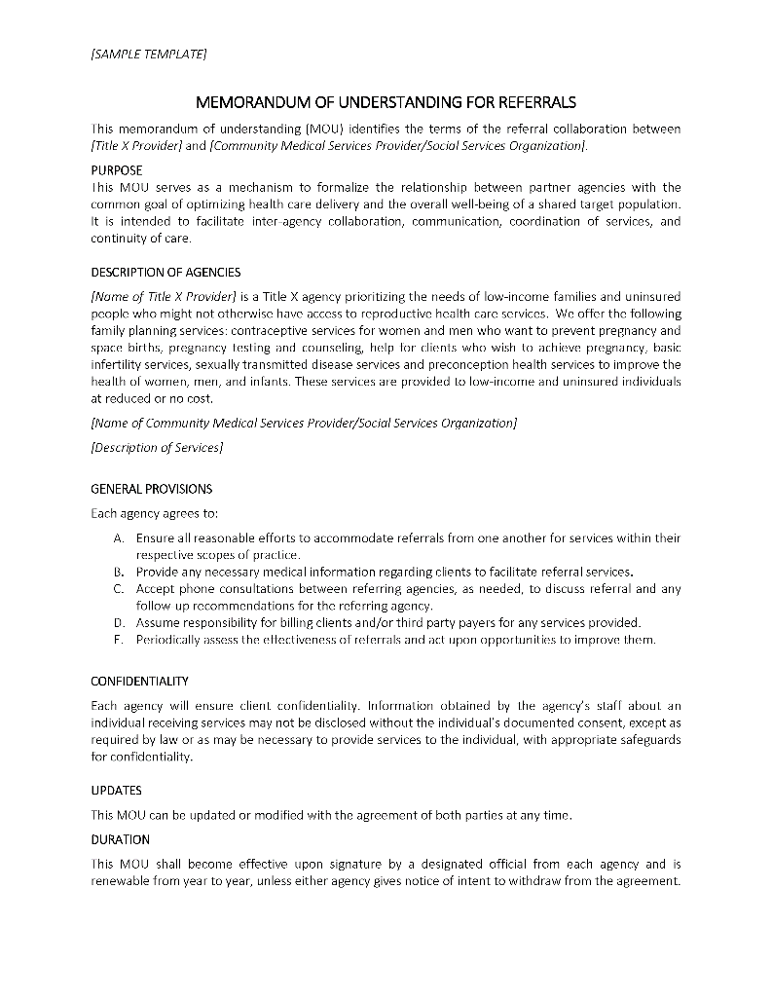 [SAMPLE TEMPLATE]
MEMORANDUM OF UNDERSTANDING FOR REFERRALS
This memorandum of understanding (MOU) identifies the terms of the referral collaboration between
[Title X Provider] and [Community Medical Services Provider/Social Services Organization].
PURPOSE
This MOU serves as a mechanism to formalize the relationship between partner agencies with the
common goal of optimizing health care delivery and the overall well-being of a shared target population.
It is intended to facilitate inter-agency collaboration, communication, coordination of services, and
continuity of care.
DESCRIPTION OF AGENCIES
[Name of Title X Provider] is a Title X agency prioritizing the needs of low-income families and uninsured
people who might not otherwise have access to reproductive health care services. We offer the following
family planning services: contraceptive services for women and men who want to prevent pregnancy and
space births, pregnancy testing and counseling, help for clients who wish to achieve pregnancy, basic
infertility services, sexually transmitted disease services and preconception health services to improve the
health of women, men, and infants. These services are provided to low-income and uninsured individuals
at reduced or no cost.
[Name of Community Medical Services Provider/Social Services Organization]
[Description of Services]
GENERAL PROVISIONS
Each agency agrees to:
A. Ensure all reasonable efforts to accommodate referrals from one another for services within their
respective scopes of practice.
B. Provide any necessary medical information regarding clients to facilitate referral services.
C. Accept phone consultations between referring agencies, as needed, to discuss referral and any
follow up recommendations for the referring agency.
D. Assume responsibility for billing clients and/or third party payers for any services provided.
E. Periodically assess the effectiveness of referrals and act upon opportunities to improve them.
CONFIDENTIALITY
Each agency will ensure client confidentiality. Information obtained by the agency's staff about an
individual receiving services may not be disclosed without the individual's documented consent, except as
required by law or as may be necessary to provide services to the individual, with appropriate safeguards
for confidentiality.
UPDATES
This MOU can be updated or modified with the agreement of both parties at any time.
DURATION
This MOU shall become effective upon signature by a designated official from each agency and is
renewable from year to year, unless either agency gives notice of intent to withdraw from the agreement.